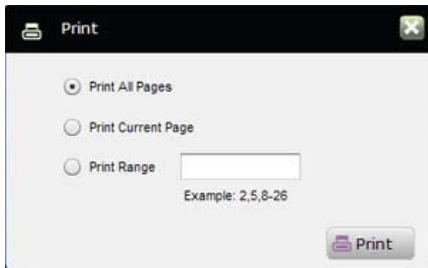 Print
Print All Pages
Print Current Page
Print Range
Example: 2,5,8-26
Print